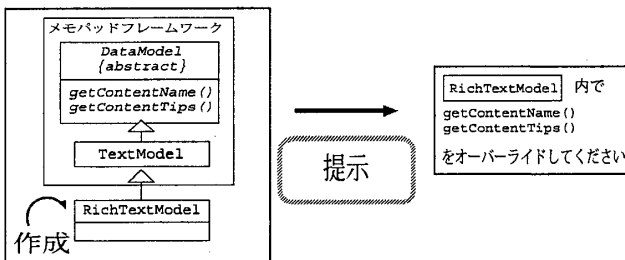 メモパッドフレームワーク
DataModel
{abstract}
getContentName()
getContentTips()
TextModel
RichTextModel
作成
提示
RichTextModel 内で
getContentName()
getContentTips()
をオーバーライドしてください